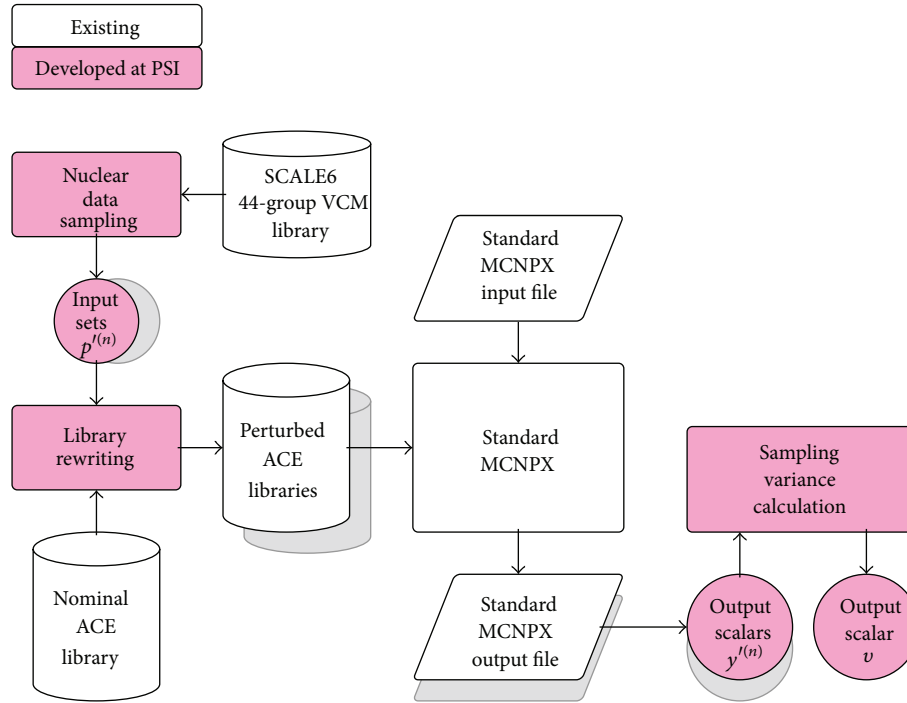 Existing
Developed at PSI
Nuclear
data
sampling
SCALE6
44-group VCM
library
Standard
MCNPX
input file
Input
sets
p′(n)
Library
rewriting
Perturbed
ACE
libraries
Standard
MCNPX
Sampling
variance
calculation
Nominal
ACE
library
Standard
MCNPX
output file
Output
scalars
y′(n)
Output
scalar
v